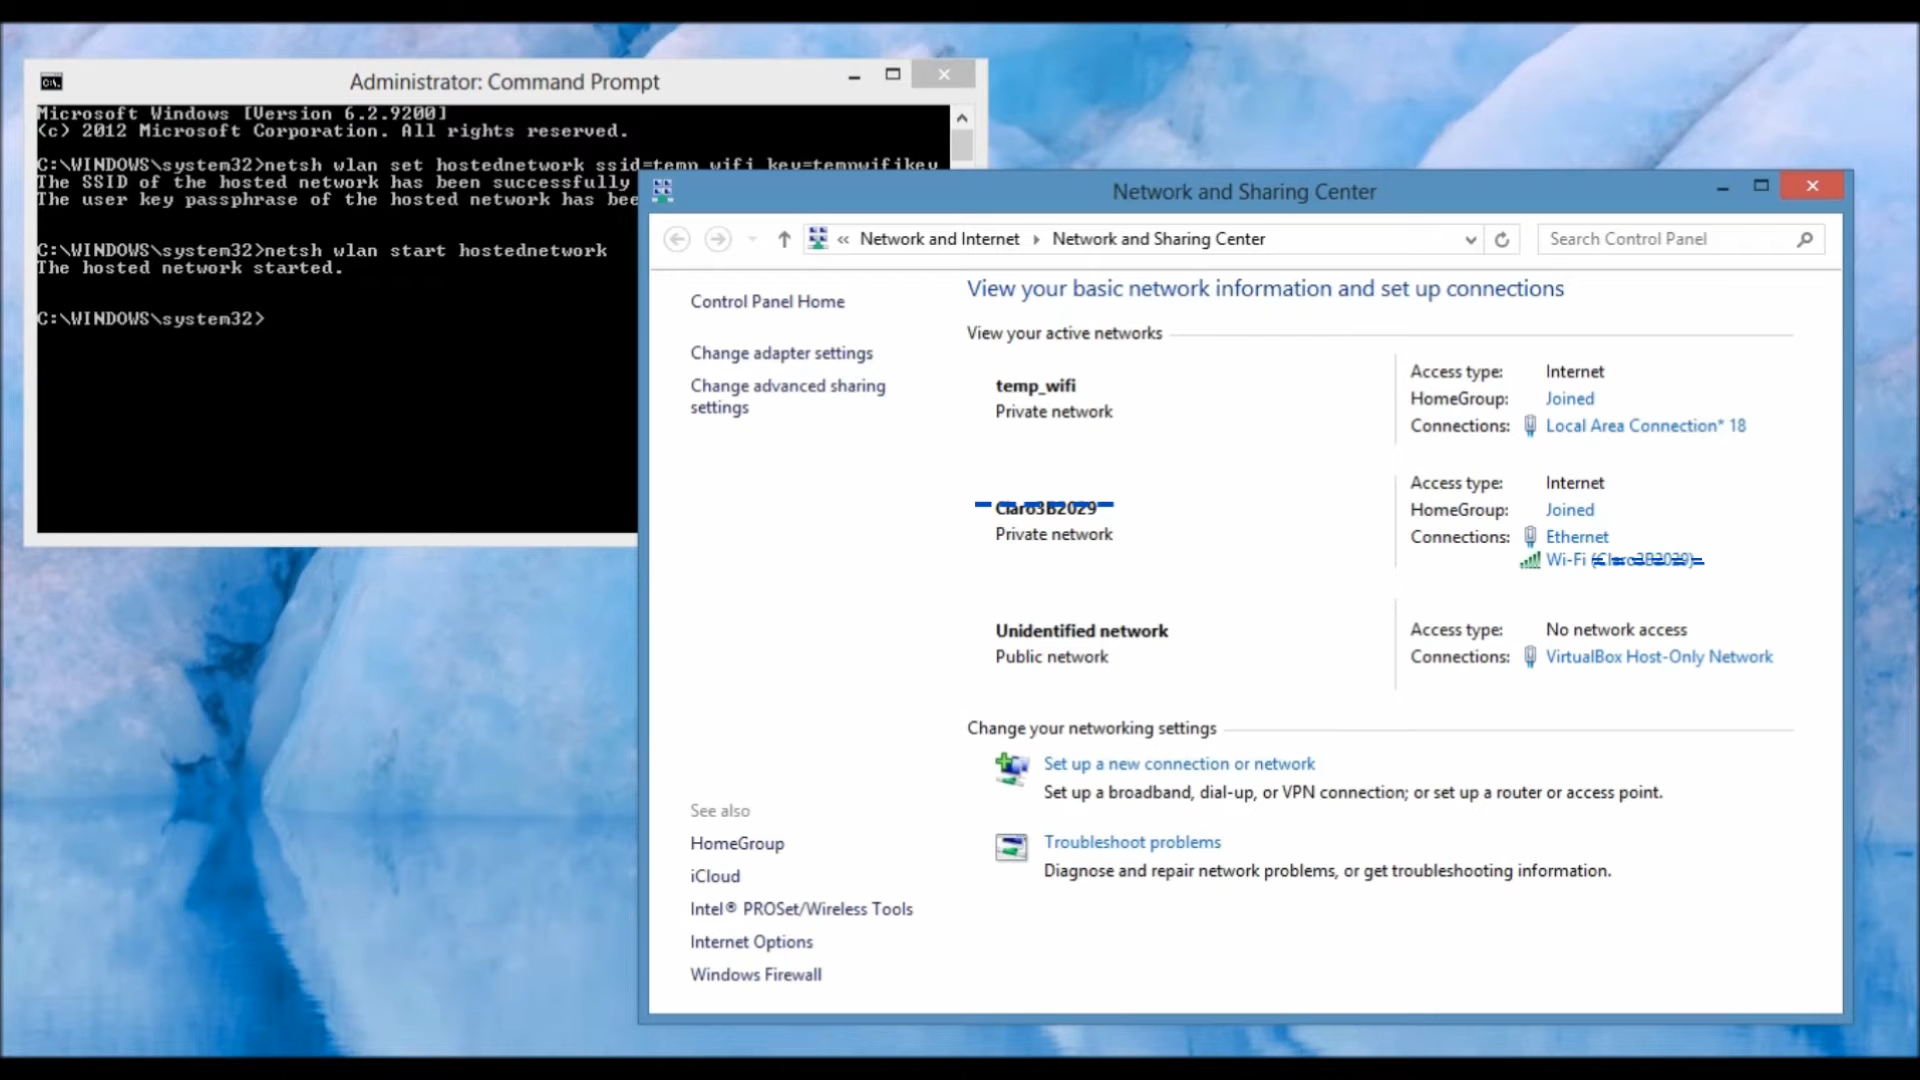 Administrator: Command Prompt
Microsoft Windows [Version 6.2.9200]
(c) 2012 Microsoft Corporation. All rights reserved.
C:\WINDOWS\system32>netsh wlan set hostednetwork ssid=temp_wifi key=tempwifikey
The SSID of the hosted network has been successfully
The user key passphrase of the hosted network has bee
C:\WINDOWS\system32>netsh wlan start hostednetwork
The hosted network started.
C:\WINDOWS\system32>
Network and Sharing Center
« Network and Internet Network and Sharing Center
Search Control Panel
Control Panel Home
Change adapter settings
Change advanced sharing
settings
See also
HomeGroup
iCloud
Intel® PROSet/Wireless Tools
Internet Options
Windows Firewall
View your basic network information and set up connections
View your active networks
temp_wifi
Private network
Access type: Internet
HomeGroup: Joined
Connections: Local Area Connection* 18
Claro3B2029
Private network
Access type: Internet
HomeGroup: Joined
Connections: Ethernet
Wi-Fi (Claro3B2029)
Unidentified network
Public network
Access type: No network access
Connections: VirtualBox Host-Only Network
Change your networking settings
Set up a new connection or network
Set up a broadband, dial-up, or VPN connection; or set up a router or access point.
Troubleshoot problems
Diagnose and repair network problems, or get troubleshooting information.